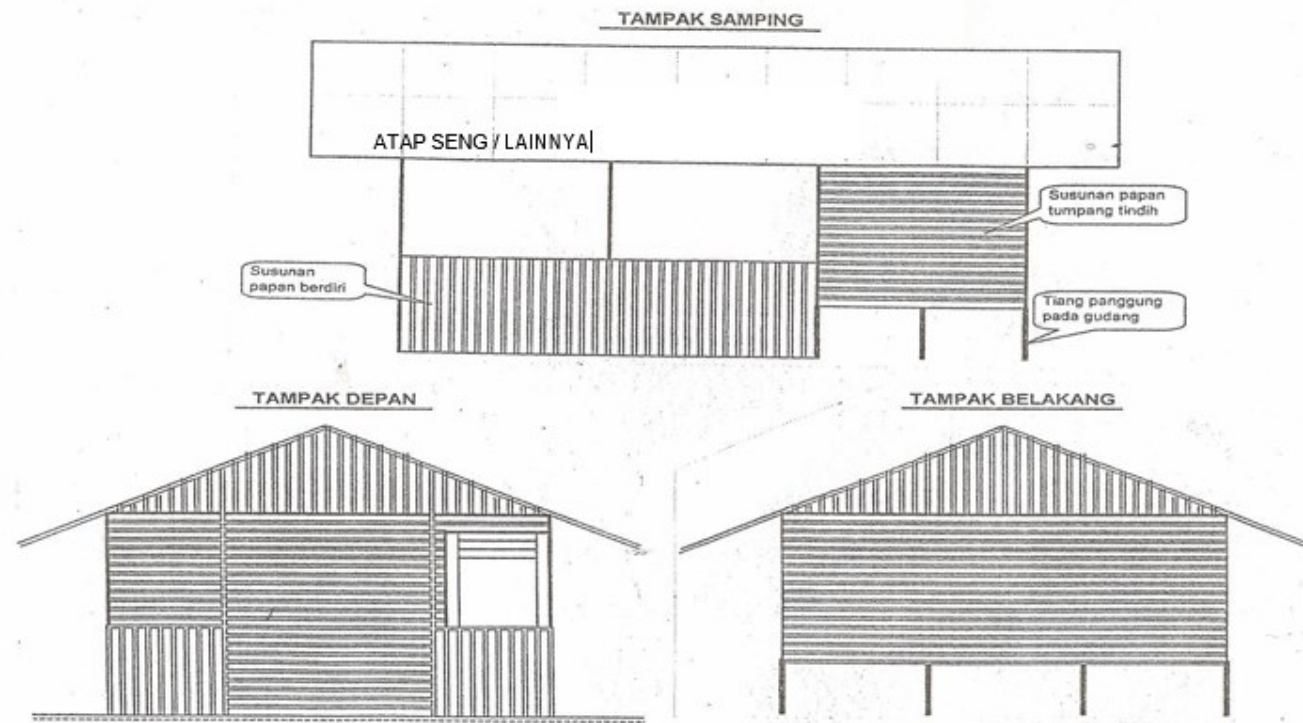 TAMPAK SAMPING
ATAP SENG / LAINNYA
Susunan papan
tumpang tindih
Susunan
papan berdiri
Tiang panggung
pada gudang
TAMPAK DEPAN
TAMPAK BELAKANG